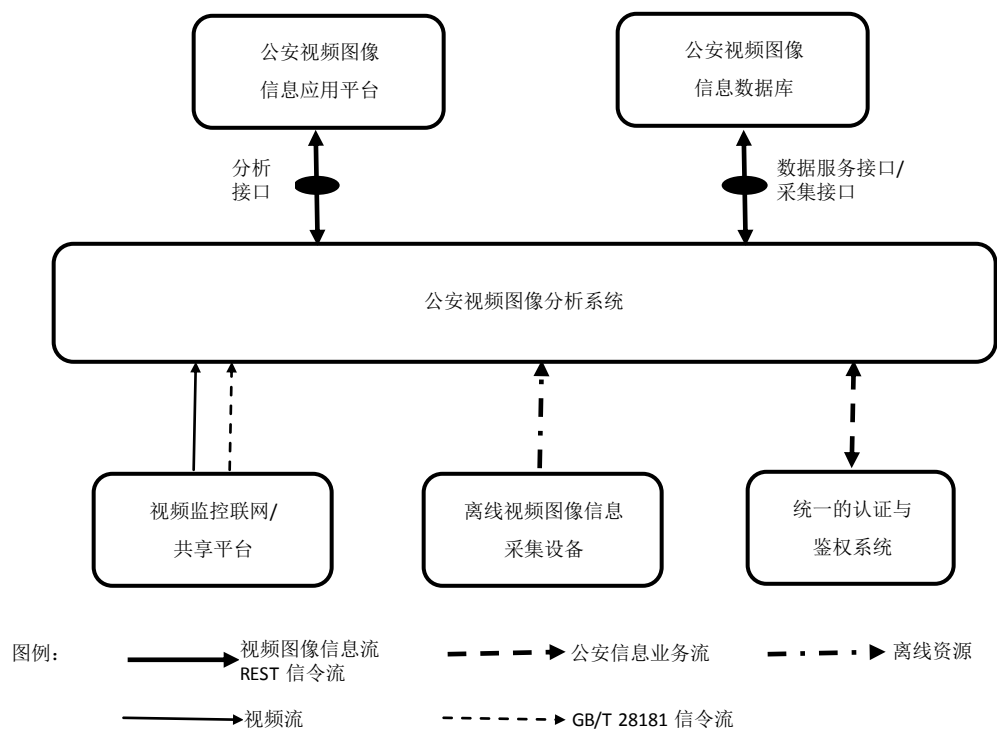 公安视频图像
信息应用平台
公安视频图像
信息数据库
分析
接口
数据服务接口/
采集接口
公安视频图像分析系统
视频监控联网/
共享平台
离线视频图像信息
采集设备
统一的认证与
鉴权系统
图例：
视频图像信息流
REST 信令流
公安信息业务流
离线资源
视频流
GB/T 28181 信令流